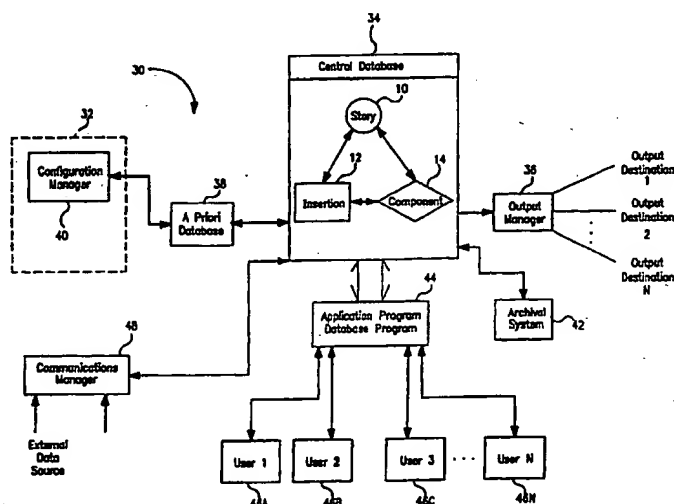 34
Central Database
30
10
Story
32
12
14
Configuration
Manager
40
38
A Priori
Database
Insertion
Component
36
Output
Manager
Output
Destination
1
Output
Destination
2
Output
Destination
N
44
Application Program
Database Program
Archival
System
42
48
Communications
Manager
External
Data
Source
User 1
User 2
User 3
User N
46A
46B
46C
46N